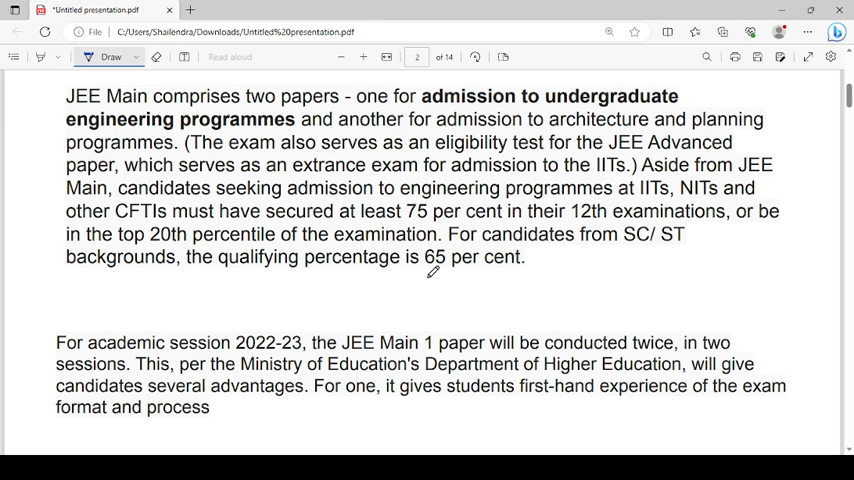 *Untitled presentation.pdf
File
C:/Users/Shailendra/Downloads/Untitled%20presentation.pdf
Draw
Read aloud
2
of 14
JEE Main comprises two papers - one for admission to undergraduate
engineering programmes and another for admission to architecture and planning
programmes. (The exam also serves as an eligibility test for the JEE Advanced
paper, which serves as an extrance exam for admission to the IITs.) Aside from JEE
Main, candidates seeking admission to engineering programmes at IITs, NITs and
other CFTIs must have secured at least 75 per cent in their 12th examinations, or be
in the top 20th percentile of the examination. For candidates from SC/ ST
backgrounds, the qualifying percentage is 65 per cent.
For academic session 2022-23, the JEE Main 1 paper will be conducted twice, in two
sessions. This, per the Ministry of Education's Department of Higher Education, will give
candidates several advantages. For one, it gives students first-hand experience of the exam
format and process